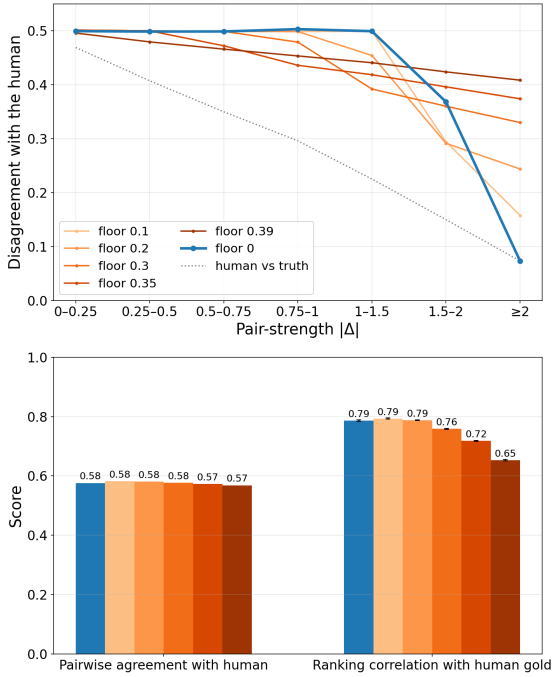 0.5
0.4
0.3
0.2
0.1
0.0
Disagreement with the human
floor 0.1
floor 0.2
floor 0.3
floor 0.35
floor 0.39
floor 0
human vs truth
0–0.25
0.25–0.5
0.5–0.75
0.75–1
1–1.5
1.5–2
≥2
Pair-strength |Δ|
1.0
0.8
0.6
0.4
0.2
0.0
Score
0.58
0.58
0.58
0.58
0.57
0.57
0.79
0.79
0.79
0.76
0.72
0.65
Pairwise agreement with human
Ranking correlation with human gold